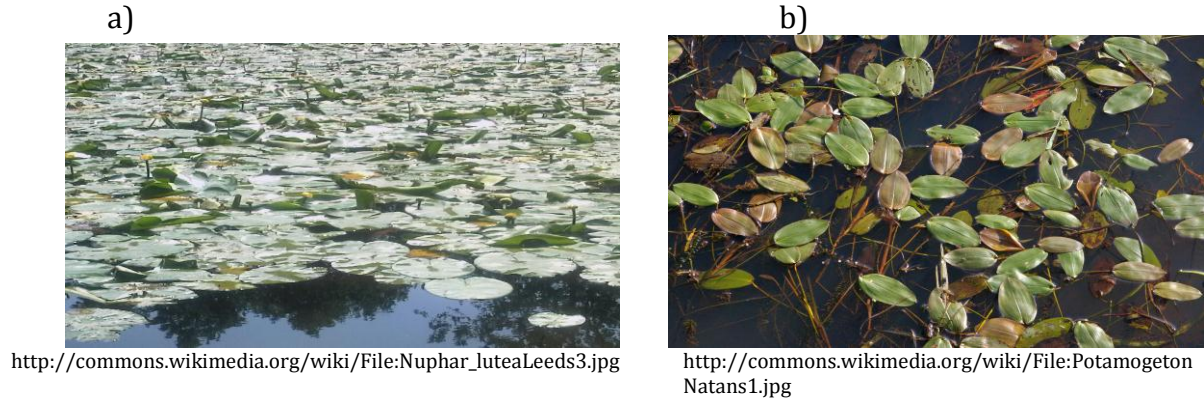 a)
b)
http://commons.wikimedia.org/wiki/File:Nuphar_luteaLeeds3.jpg
http://commons.wikimedia.org/wiki/File:Potamogeton
Natans1.jpg